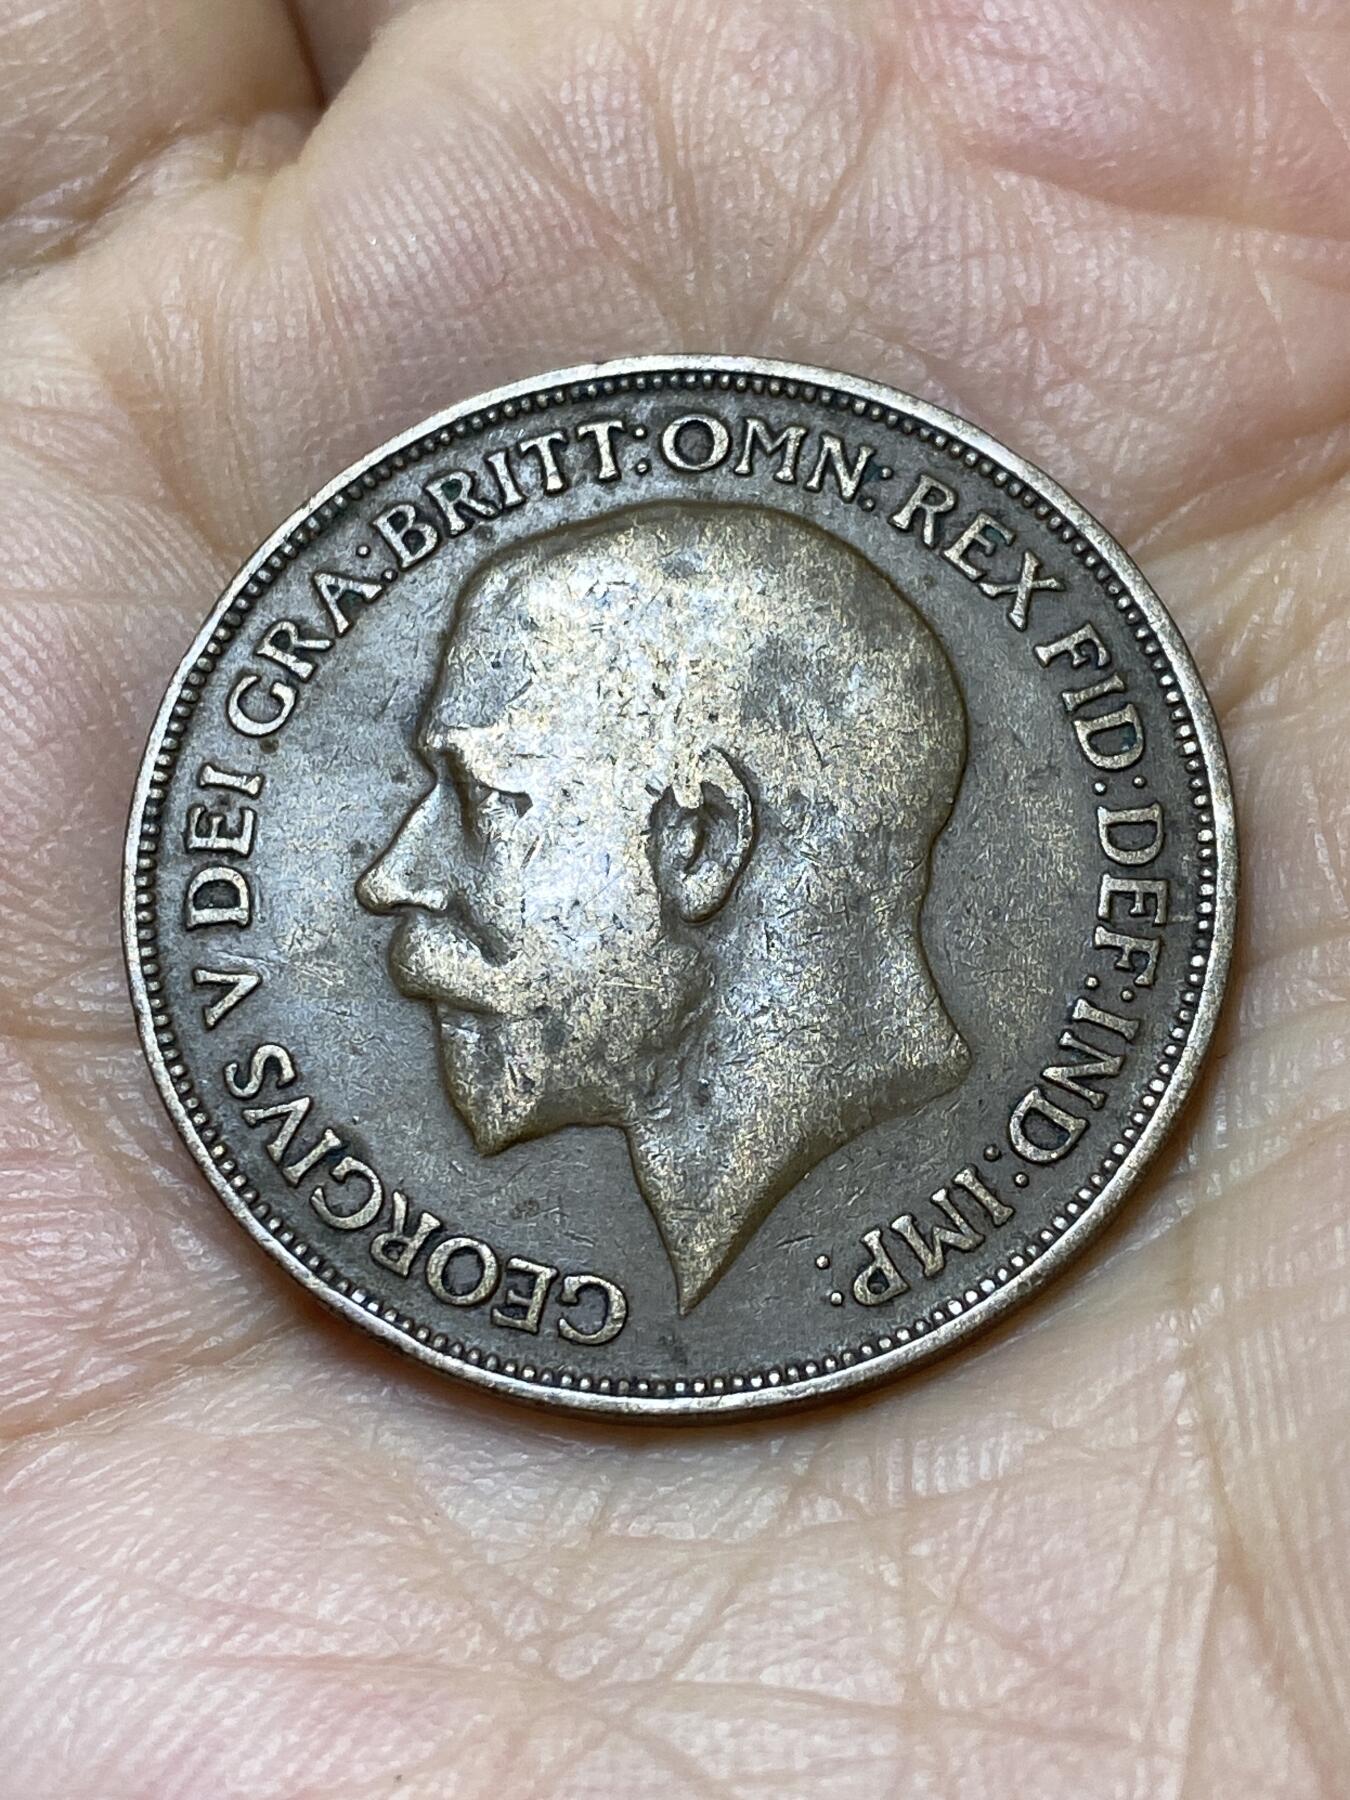 GEORGIVS V DEI GRA: BRITT: OMN: REX FID: DEF: IND: IMP: